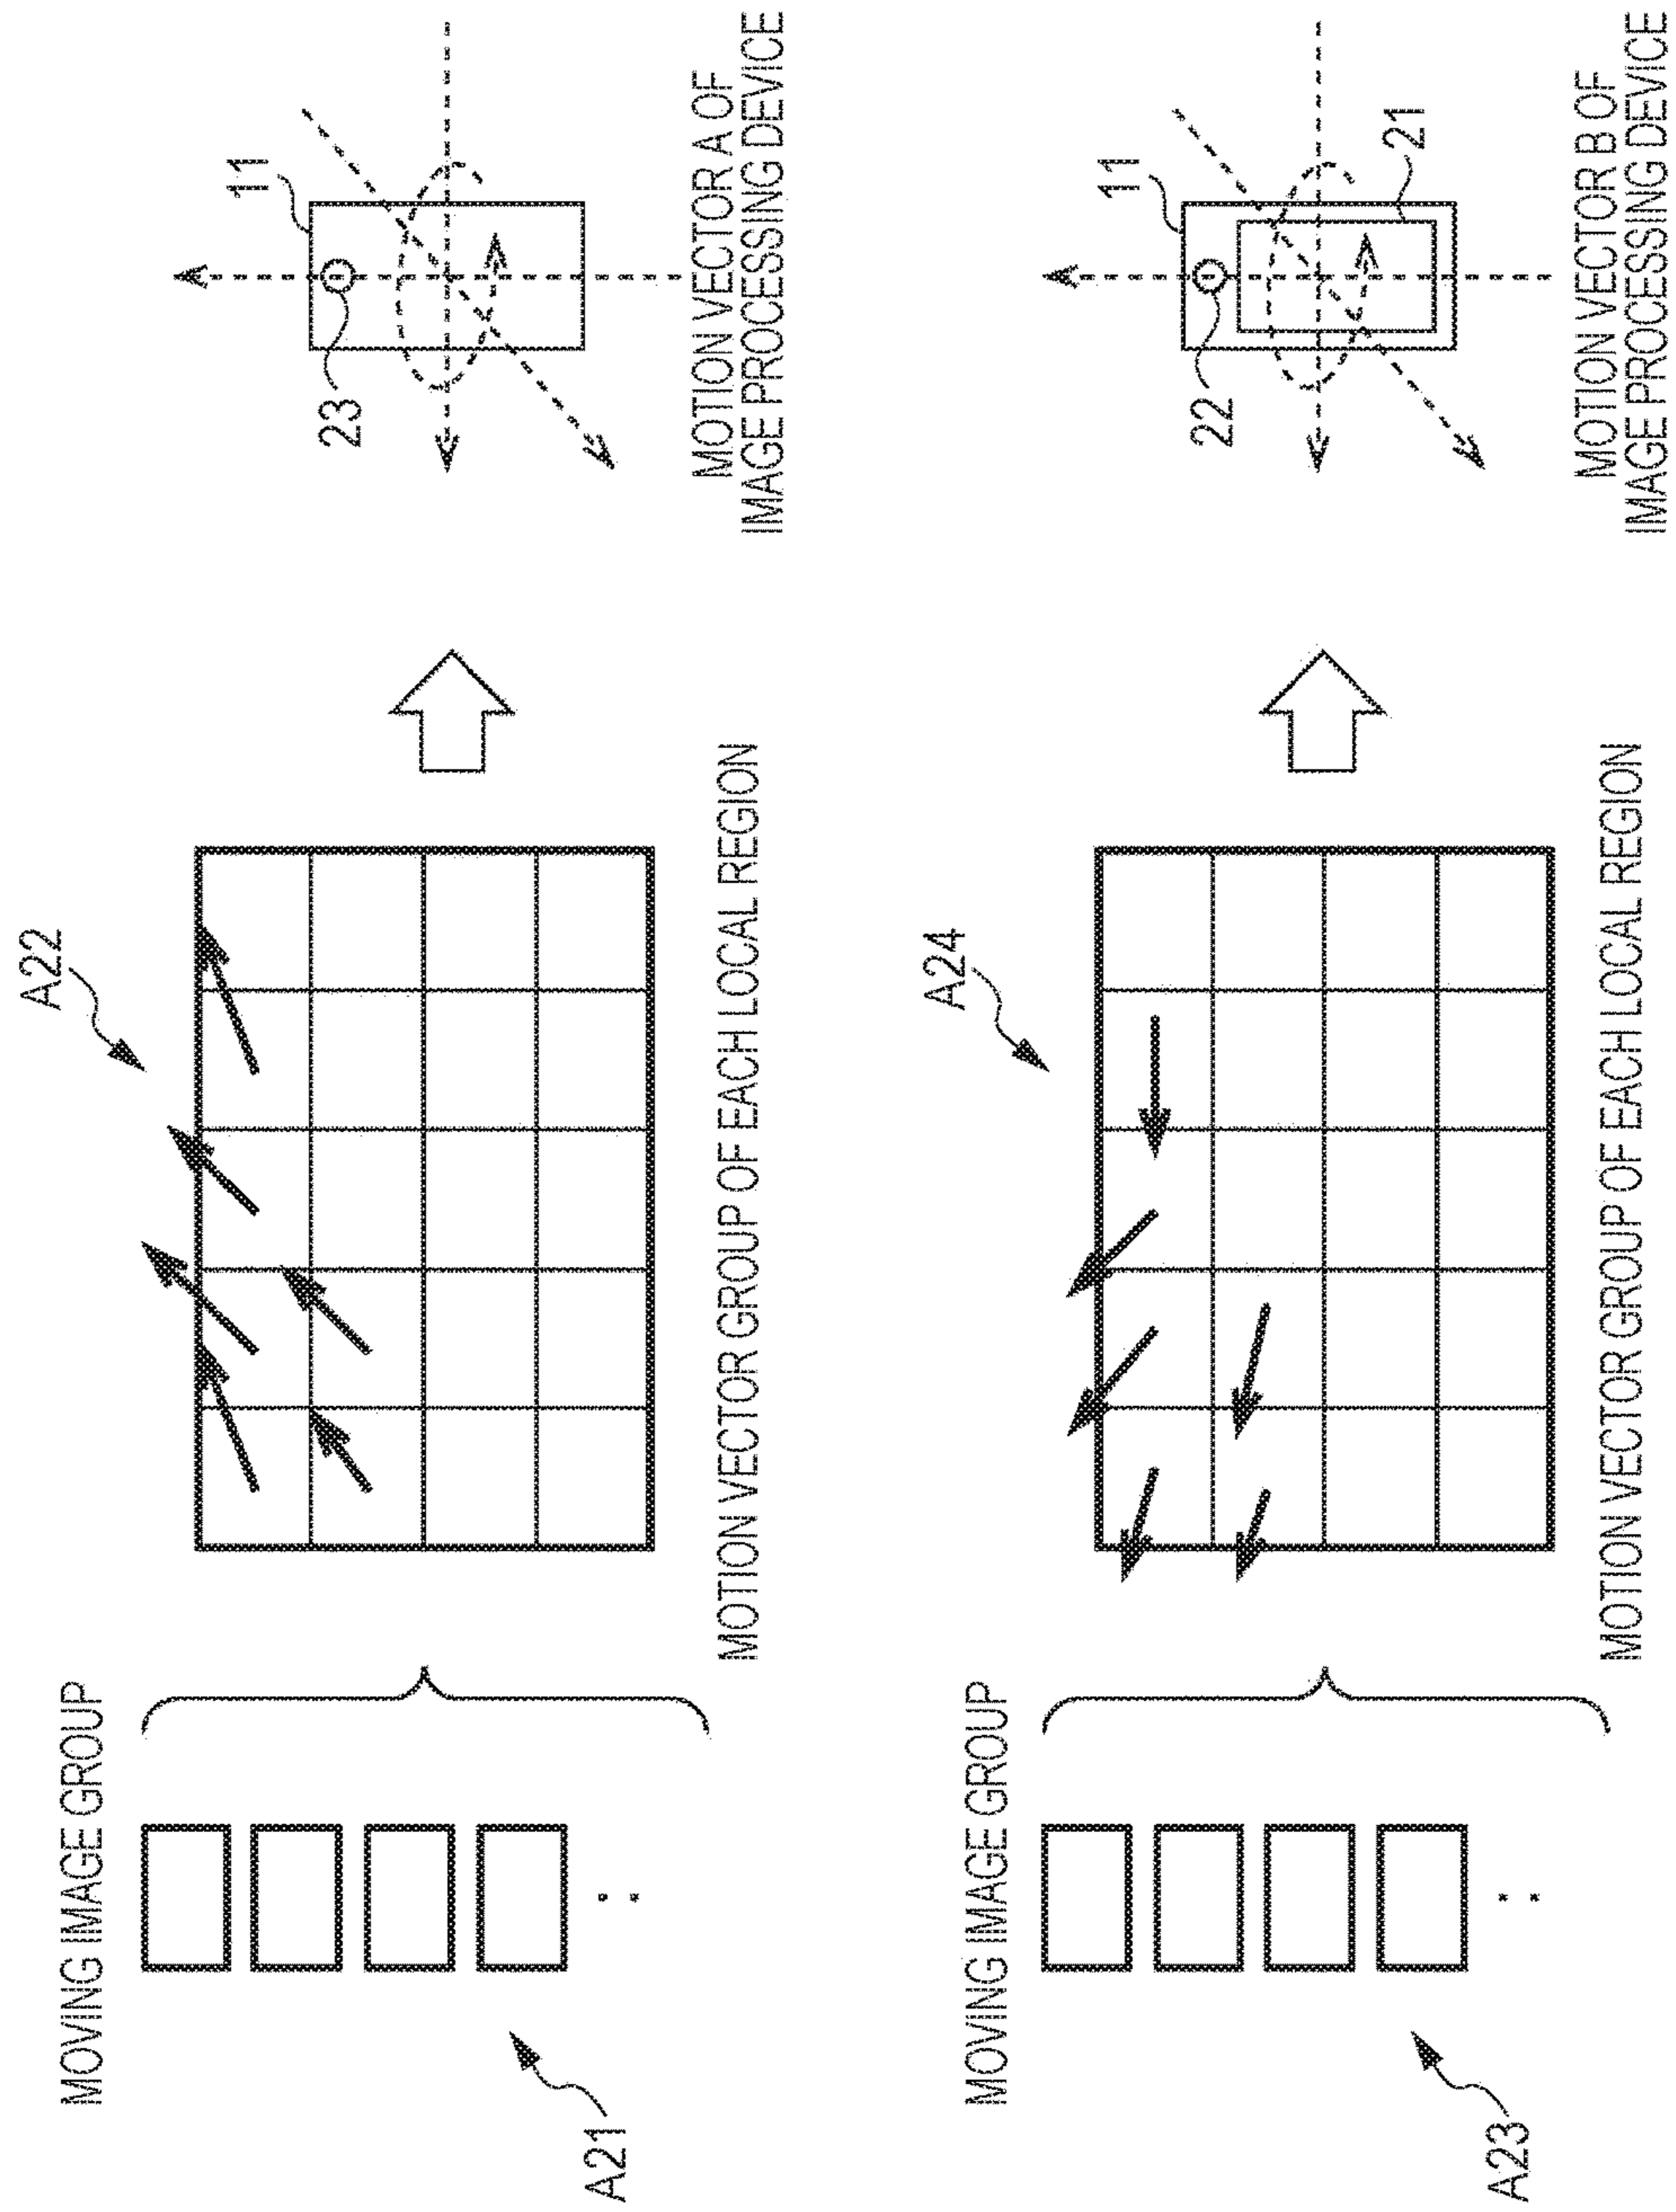 MOVING IMAGE GROUP
A21
A22
MOTION VECTOR GROUP OF EACH LOCAL REGION
11
23
MOTION VECTOR A OF
IMAGE PROCESSING DEVICE
MOVING IMAGE GROUP
A23
A24
MOTION VECTOR GROUP OF EACH LOCAL REGION
11
22
21
MOTION VECTOR B OF
IMAGE PROCESSING DEVICE